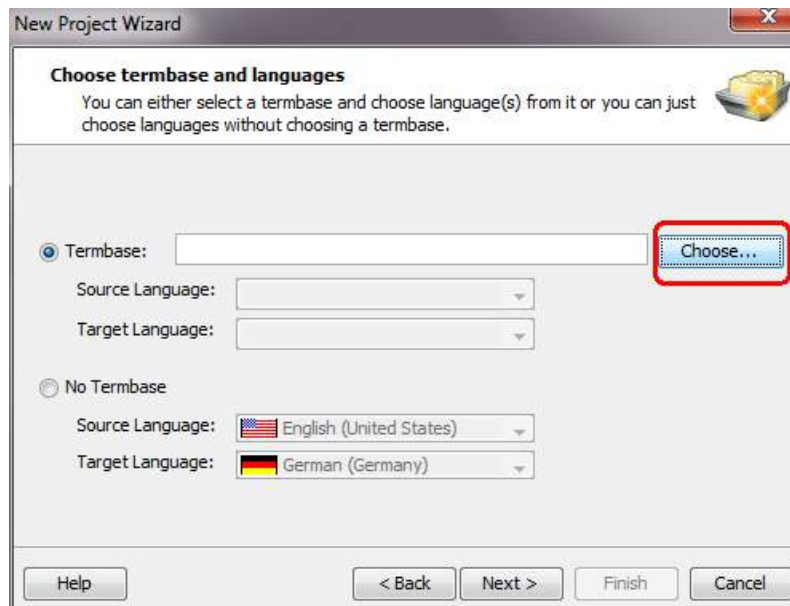 New Project Wizard
Choose termbase and languages
You can either select a termbase and choose language(s) from it or you can just
choose languages without choosing a termbase.
Termbase:
Choose...
Source Language:
Target Language:
No Termbase
Source Language: English (United States)
Target Language: German (Germany)
Help < Back Next > Finish Cancel